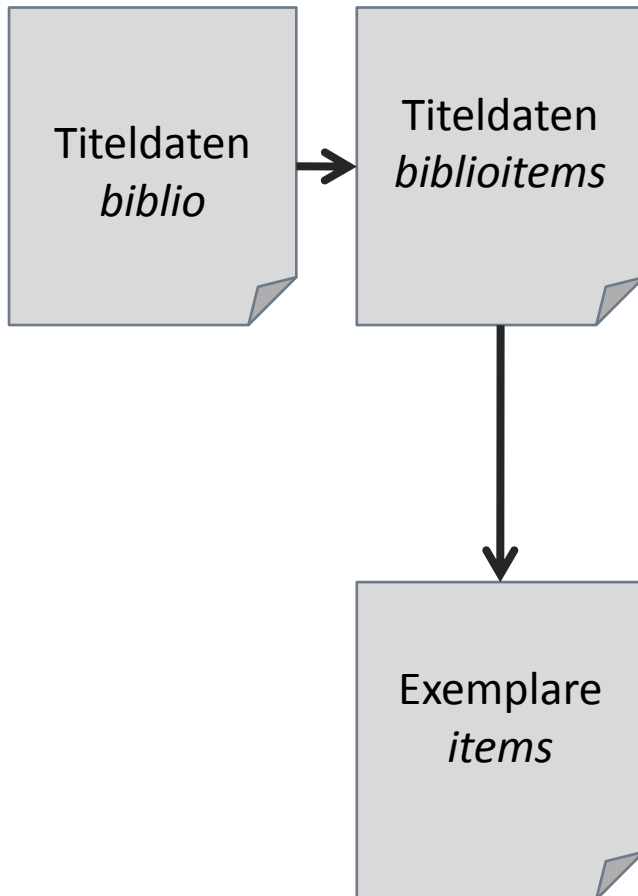 Titeldaten
biblio
Titeldaten
biblioitems
Exemplare
items